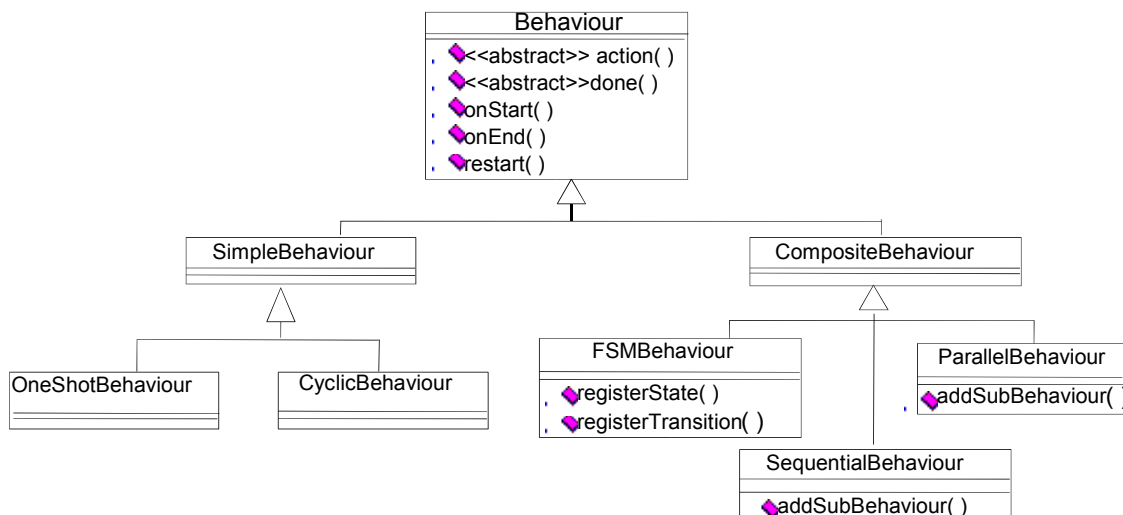 Behaviour
<<abstract>> action( )
<<abstract>>done( )
onStart( )
onEnd( )
restart( )
SimpleBehaviour
CompositeBehaviour
OneShotBehaviour
CyclicBehaviour
FSMBehaviour
registerState( )
registerTransition( )
ParallelBehaviour
addSubBehaviour( )
SequentialBehaviour
addSubBehaviour( )